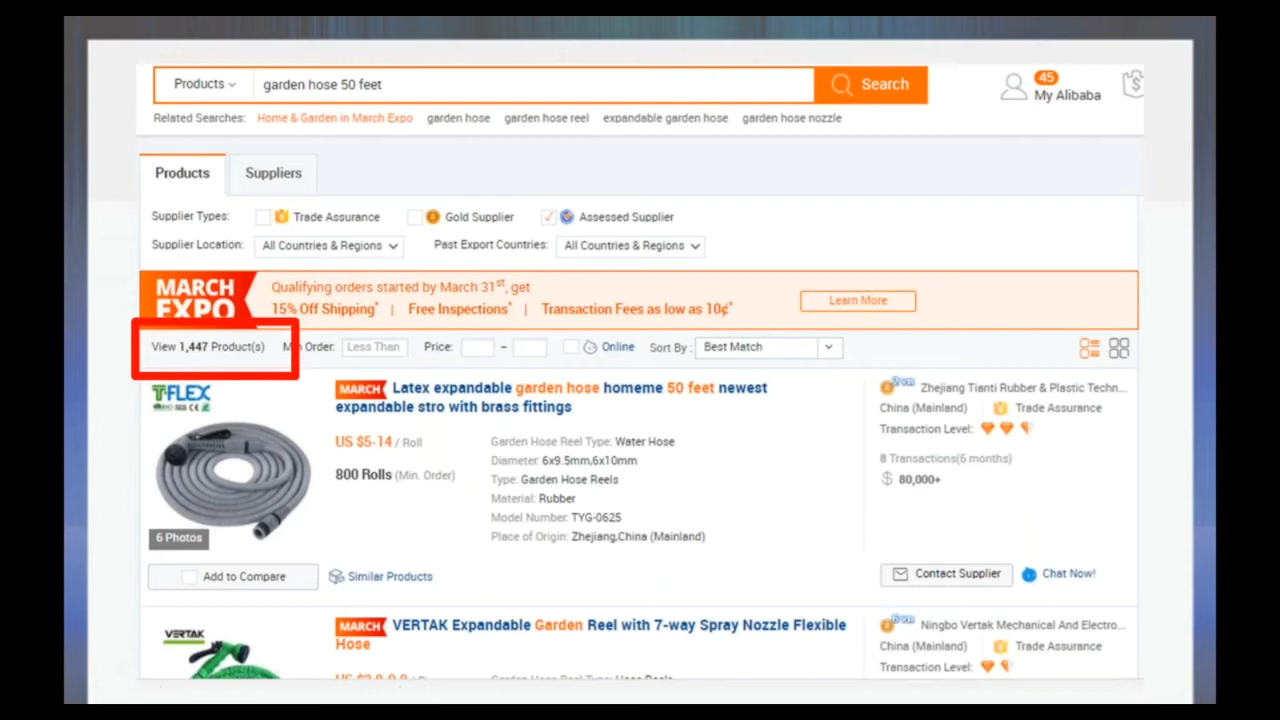 Products
garden hose 50 feet
Search
45
My Alibaba
Related Searches: Home & Garden in March Expo garden hose garden hose reel expandable garden hose garden hose nozzle
Products Suppliers
Supplier Types: Trade Assurance Gold Supplier Assessed Supplier
Supplier Location: All Countries & Regions Past Export Countries: All Countries & Regions
MARCH EXPO
Qualifying orders started by March 31st, get
15% Off Shipping* | Free Inspections* | Transaction Fees as low as 10¢*
Learn More
View 1,447 Product(s) Min Order: Less Than Price: – Online Sort By : Best Match
T-FLEX
MARCH Latex expandable garden hose homeme 50 feet newest
expandable stro with brass fittings
US $5-14 / Roll
800 Rolls (Min. Order)
Garden Hose Reel Type: Water Hose
Diameter: 6x9.5mm,6x10mm
Type: Garden Hose Reels
Material: Rubber
Model Number: TYG-0625
Place of Origin: Zhejiang,China (Mainland)
Zhejiang Tianti Rubber & Plastic Techn...
China (Mainland) Trade Assurance
Transaction Level:
8 Transactions(6 months)
$ 80,000+
6 Photos
Add to Compare Similar Products
Contact Supplier Chat Now!
VERTAK
MARCH VERTAK Expandable Garden Reel with 7-way Spray Nozzle Flexible
Hose
Ningbo Vertak Mechanical And Electro...
China (Mainland) Trade Assurance
Transaction Level: